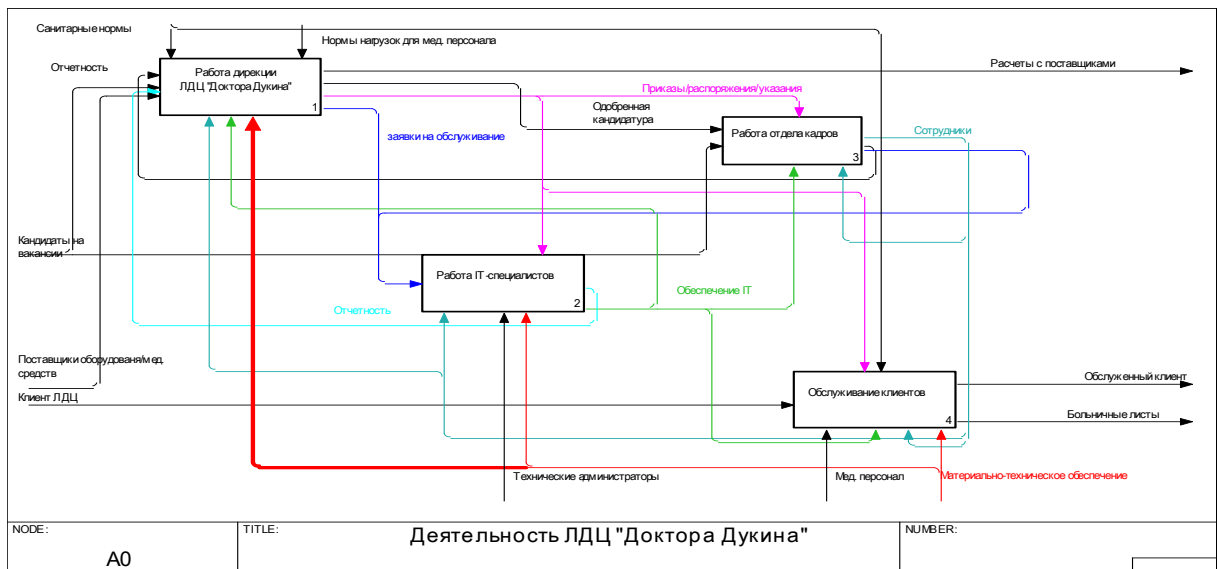 Санитарные нормы
Нормы нагрузок для мед. персонала
Отчетность
Работа дирекции
ЛДЦ "Доктора Дукина"
1
Расчеты с поставщиками
Приказы/распоряжения/указания
Одобренная
кандидатура
заявки на обслуживание
Работа отдела кадров
3
Сотрудники
Кандидаты на
вакансии
Работа IT-специалистов
2
Обеспечение IT
Отчетность
Поставщики оборудованя/мед.
средств
Клиент ЛДЦ
Обслуживание клиентов
4
Обслуженный клиент
Больничные листы
Технические администраторы
Мед. персонал
Материально-техническое обеспечение
NODE:
TITLE:
NUMBER:
A0
Деятельность ЛДЦ "Доктора Дукина"